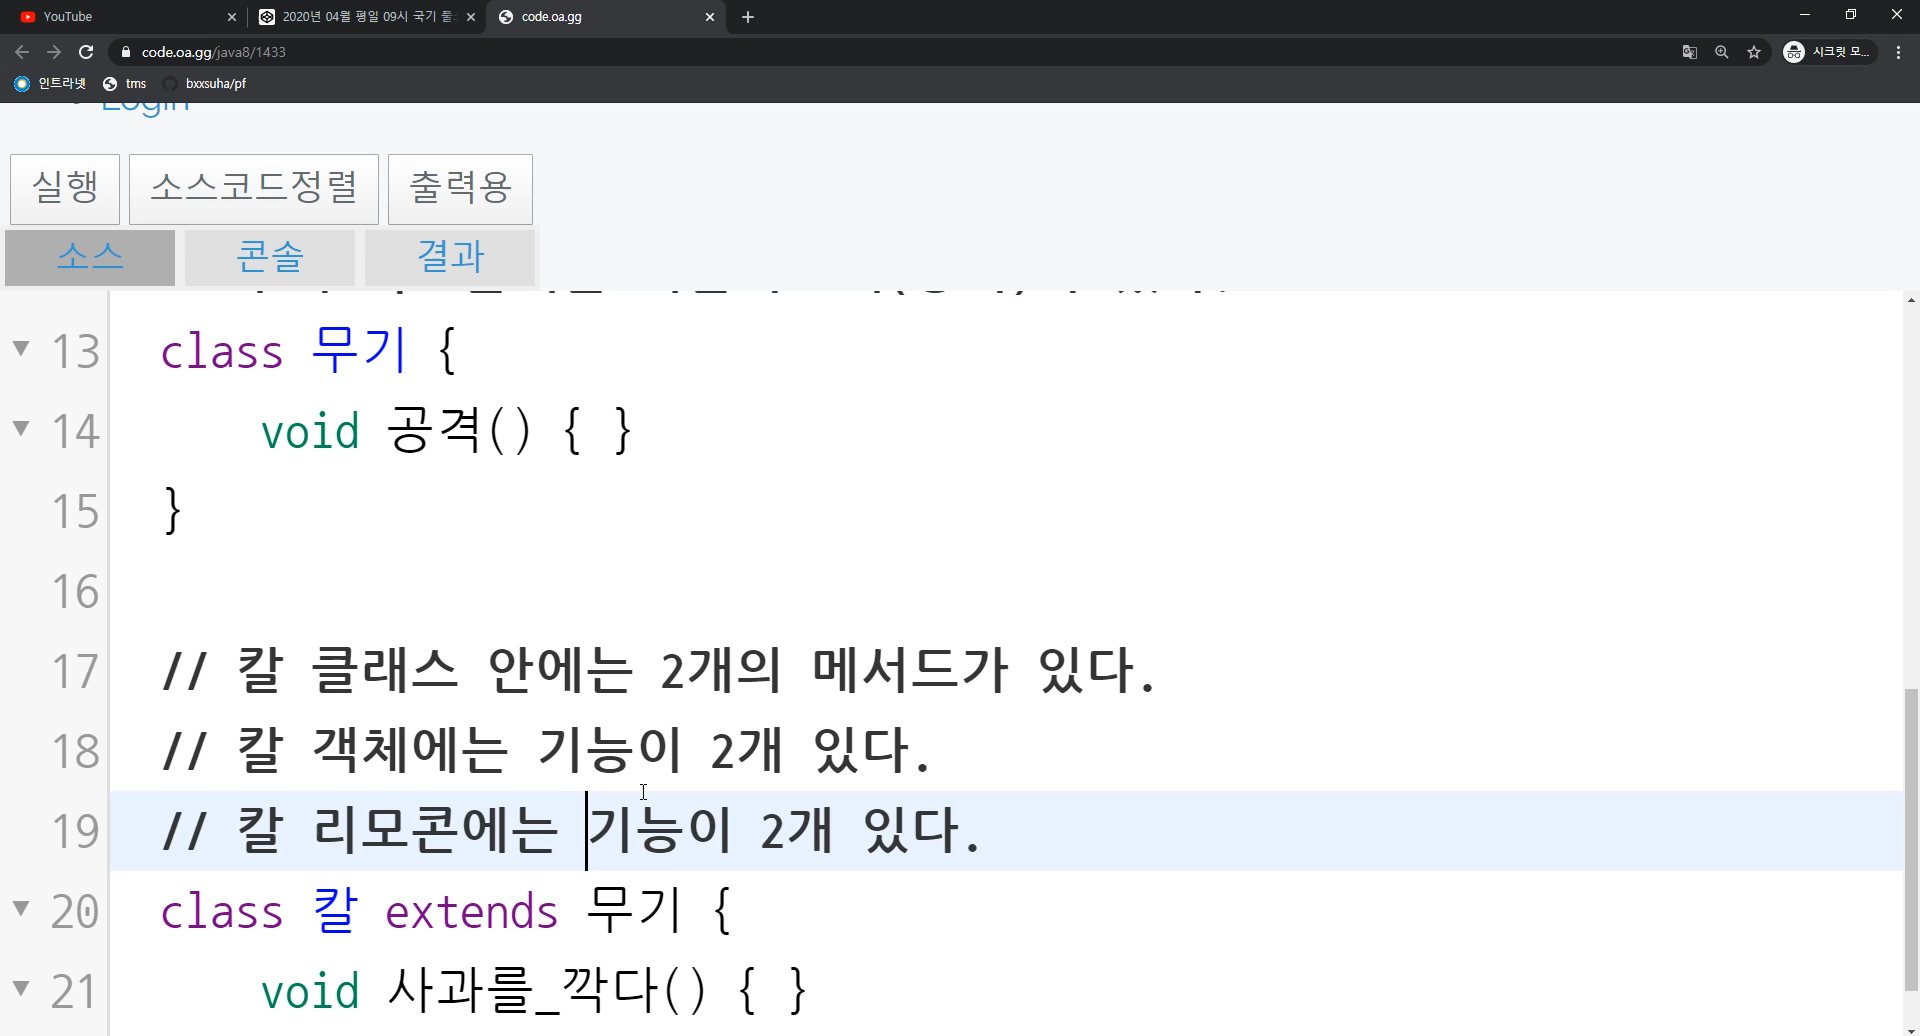 YouTube
2020년 04월 평일 09시 국기 풀
code.oa.gg
code.oa.gg/java8/1433
시크릿 모...
인트라넷
tms
bxxsuha/pf
Login
실행
소스코드정렬
출력용
소스
콘솔
결과
13 class 무기 {
14 void 공격() { }
15 }
16
17 // 칼 클래스 안에는 2개의 메서드가 있다.
18 // 칼 객체에는 기능이 2개 있다.
19 // 칼 리모콘에는 기능이 2개 있다.
20 class 칼 extends 무기 {
21 void 사과를_깍다() { }